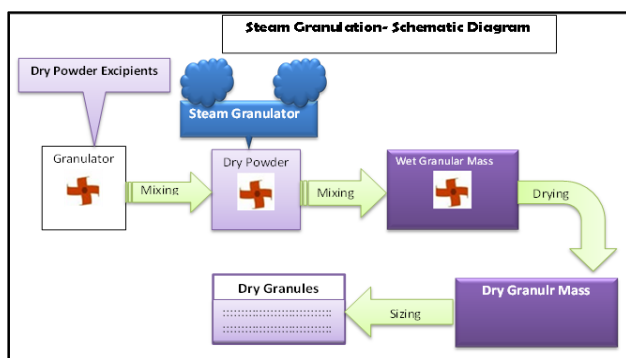 Steam Granulation- Schematic Diagram
Dry Powder Excipients
Steam Granulator
Granulator
Mixing
Dry Powder
Mixing
Wet Granular Mass
Drying
Dry Granules
Sizing
Dry Granulr Mass